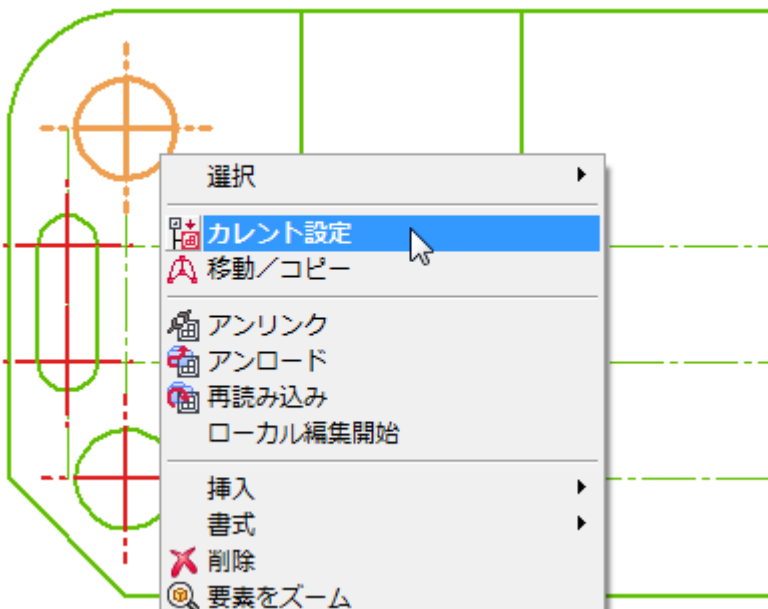 選択
カレント設定
移動／コピー
アンリンク
アンロード
再読み込み
ローカル編集開始
挿入
書式
削除
要素をズーム